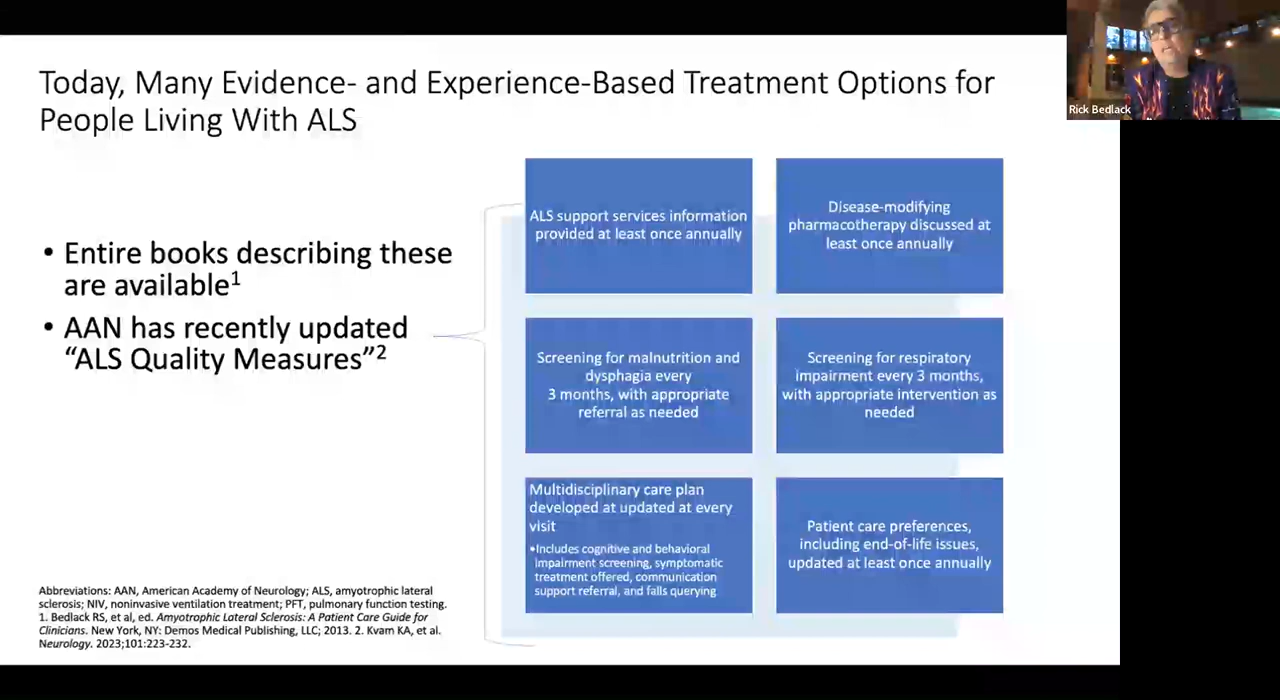 Today, Many Evidence- and Experience-Based Treatment Options for
People Living With ALS
• Entire books describing these
are available1
• AAN has recently updated
“ALS Quality Measures”2
ALS support services information
provided at least once annually
Disease-modifying
pharmacotherapy discussed at
least once annually
Screening for malnutrition and
dysphagia every
3 months, with appropriate
referral as needed
Screening for respiratory
impairment every 3 months,
with appropriate intervention as
needed
Multidisciplinary care plan
developed at updated at every
visit
•Includes cognitive and behavioral
impairment screening, symptomatic
treatment offered, communication
support referral, and falls querying
Patient care preferences,
including end-of-life issues,
updated at least once annually
Abbreviations: AAN, American Academy of Neurology; ALS, amyotrophic lateral
sclerosis; NIV, noninvasive ventilation treatment; PFT, pulmonary function testing.
1. Bedlack RS, et al, ed. Amyotrophic Lateral Sclerosis: A Patient Care Guide for
Clinicians. New York, NY: Demos Medical Publishing, LLC; 2013. 2. Kvam KA, et al.
Neurology. 2023;101:223-232.
Rick Bedlack